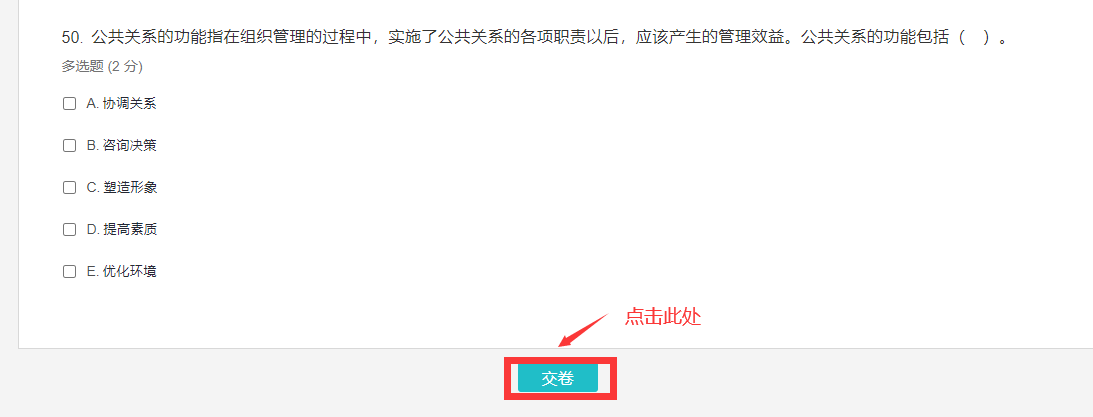 50. 公共关系的功能指在组织管理的过程中，实施了公共关系的各项职责以后，应该产生的管理效益。公共关系的功能包括（　）。
多选题 (2 分)
A. 协调关系
B. 咨询决策
C. 塑造形象
D. 提高素质
E. 优化环境
点击此处
交卷